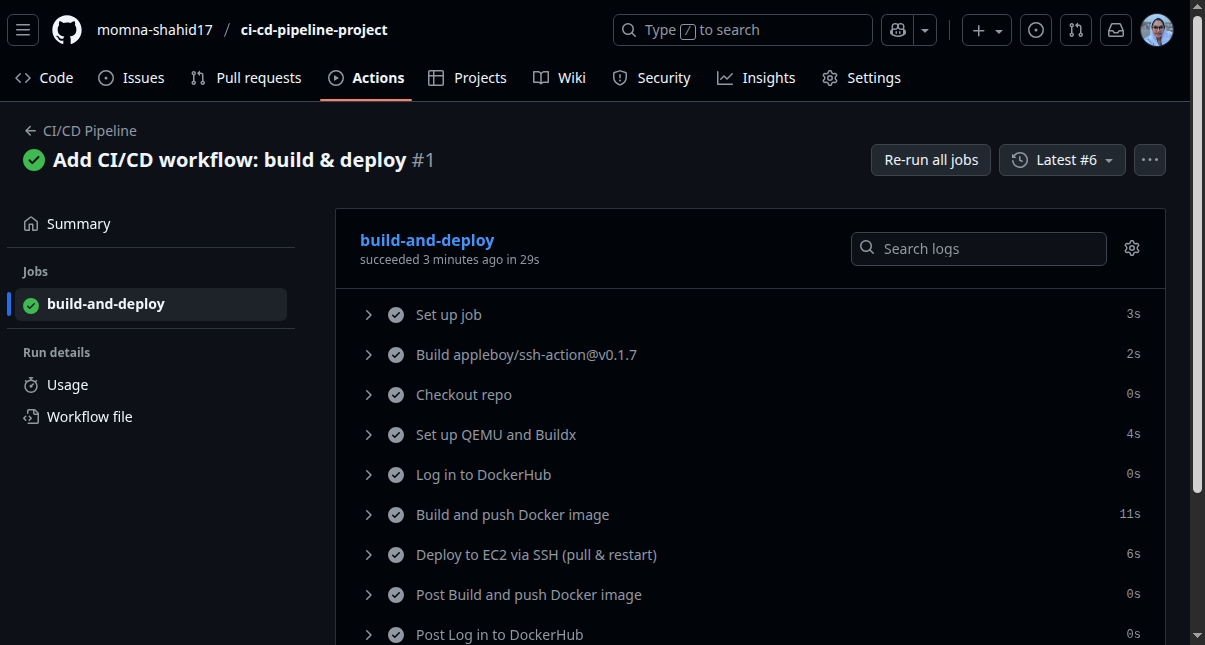 momna-shahid17 / ci-cd-pipeline-project
Type / to search
Code Issues Pull requests Actions Projects Wiki Security Insights Settings
CI/CD Pipeline
Add CI/CD workflow: build & deploy #1
Re-run all jobs
Latest #6
Summary
Jobs
build-and-deploy
Run details
Usage
Workflow file
build-and-deploy
succeeded 3 minutes ago in 29s
Search logs
Set up job 3s
Build appleboy/ssh-action@v0.1.7 2s
Checkout repo 0s
Set up QEMU and Buildx 4s
Log in to DockerHub 0s
Build and push Docker image 11s
Deploy to EC2 via SSH (pull & restart) 6s
Post Build and push Docker image 0s
Post Log in to DockerHub 0s